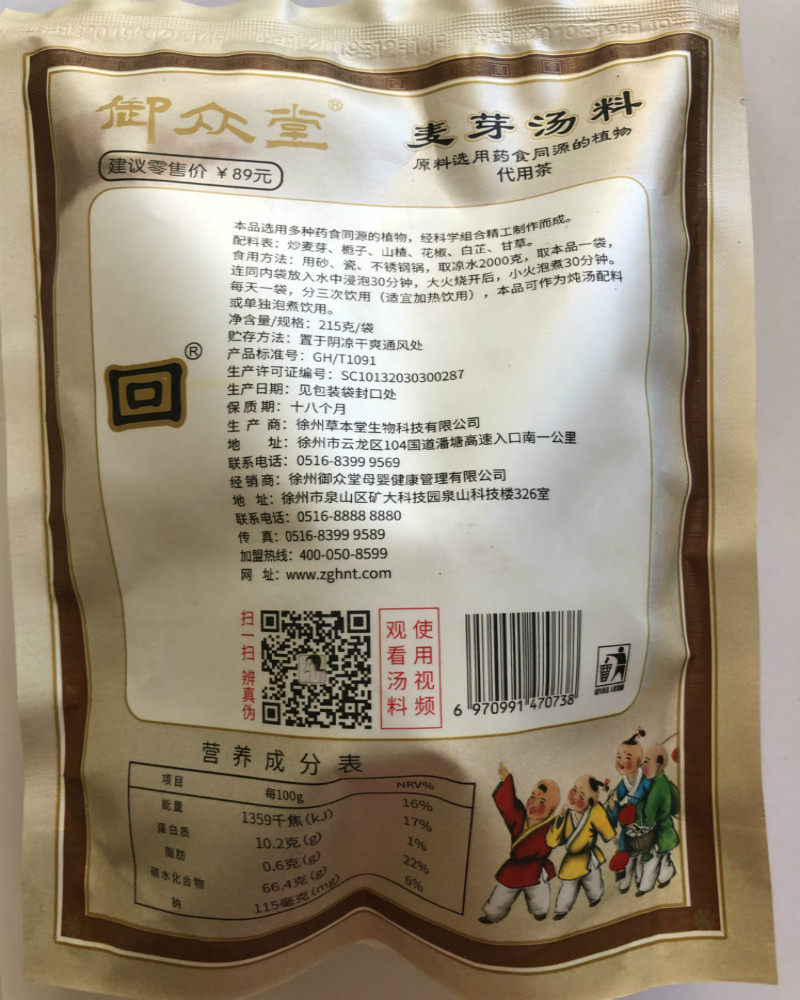 御众堂®
建议零售价 ￥89元
麦芽汤料
原料选用药食同源的植物
代用茶
本品选用多种药食同源的植物，经科学组合精工制作而成。
配料表：炒麦芽、栀子、山楂、花椒、白芷、甘草。
食用方法：用砂、瓷、不锈钢锅，取凉水2000克，取本品一袋，
连同内袋放入水中浸泡30分钟，大火烧开后，小火泡煮30分钟。
每天一袋，分三次饮用（适宜加热饮用），本品可作为炖汤配料
或单独泡煮饮用。
净含量/规格：215克/袋
贮存方法：置于阴凉干爽通风处
产品标准号：GH/T1091
生产许可证编号：SC10132030300287
生产日期：见包装袋封口处
保质期：十八个月
生 产 商：徐州草本堂生物科技有限公司
地 址：徐州市云龙区104国道潘塘高速入口南一公里
联系电话：0516-8399 9569
经销商：徐州御众堂母婴健康管理有限公司
地 址：徐州市泉山区矿大科技园泉山科技楼326室
联系电话：0516-8888 8880
传 真：0516-8399 9589
加盟热线：400-050-8599
网 址：www.zghnt.com
回®
扫一扫 辨真伪
使用视频
观看汤料
6 970991 470738
营养成分表
项目 每100g NRV%
能量 1359千焦(kJ) 16%
蛋白质 10.2克(g) 17%
脂肪 0.6克(g) 1%
碳水化合物 66.4克(g) 22%
钠 115毫克(mg) 6%